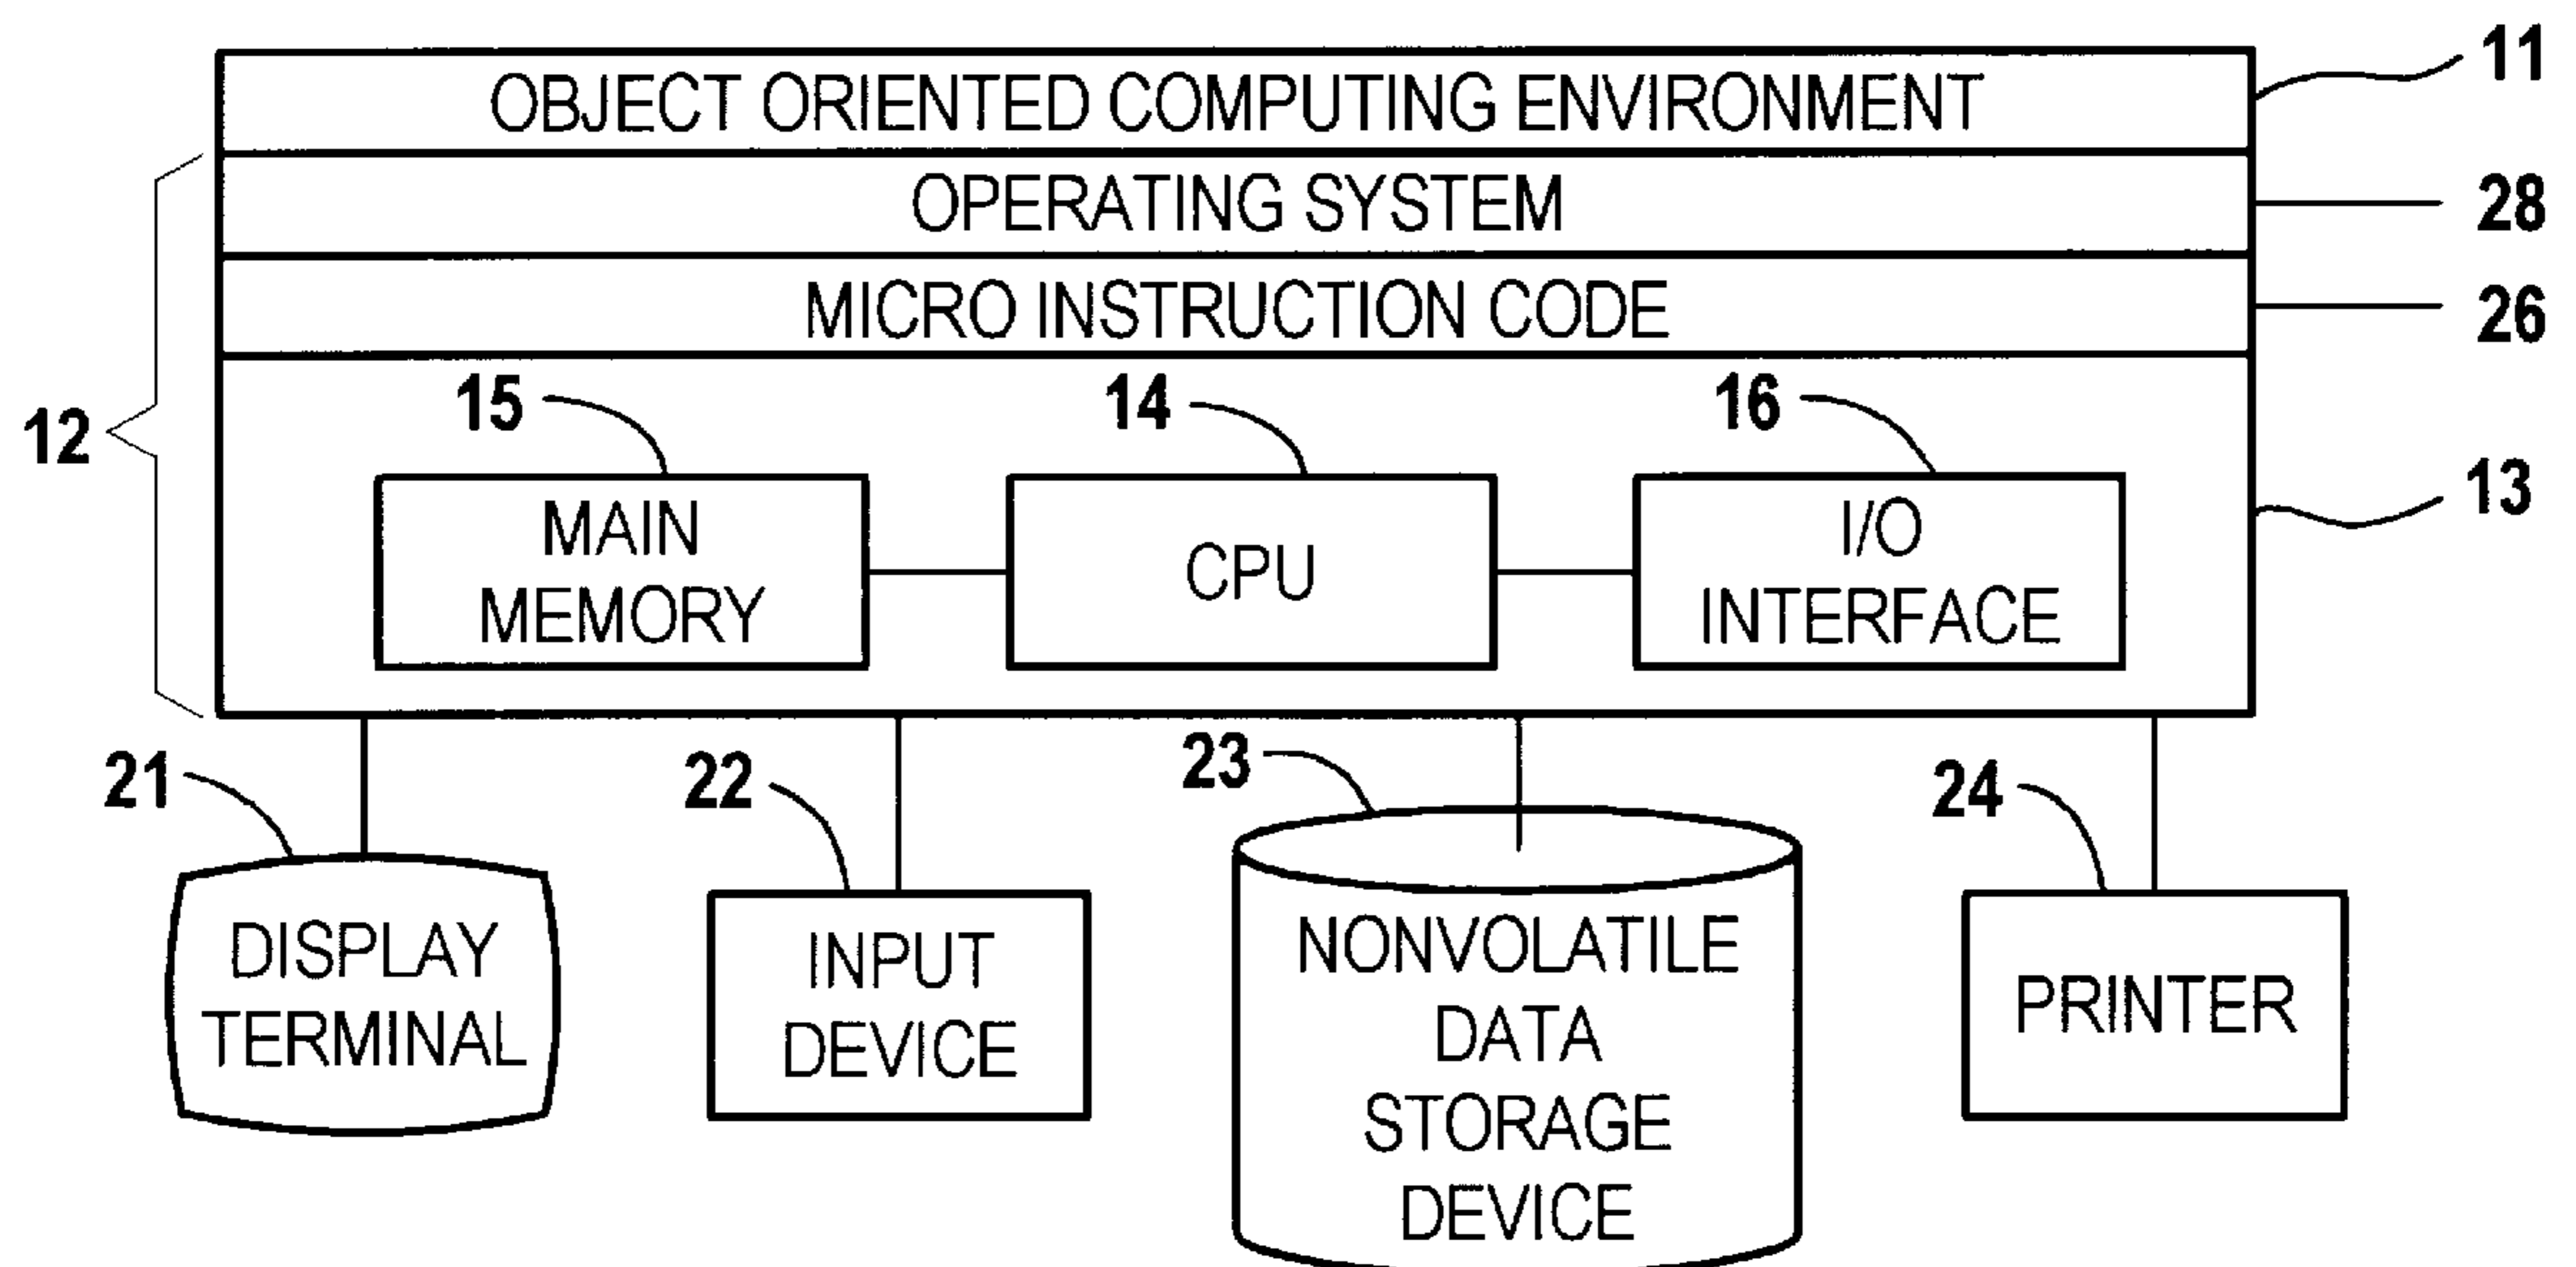 11
OBJECT ORIENTED COMPUTING ENVIRONMENT
OPERATING SYSTEM
28
MICRO INSTRUCTION CODE
26
12
15
14
16
13
MAIN
MEMORY
CPU
I/O
INTERFACE
21
22
23
24
DISPLAY
TERMINAL
INPUT
DEVICE
NONVOLATILE
DATA
STORAGE
DEVICE
PRINTER